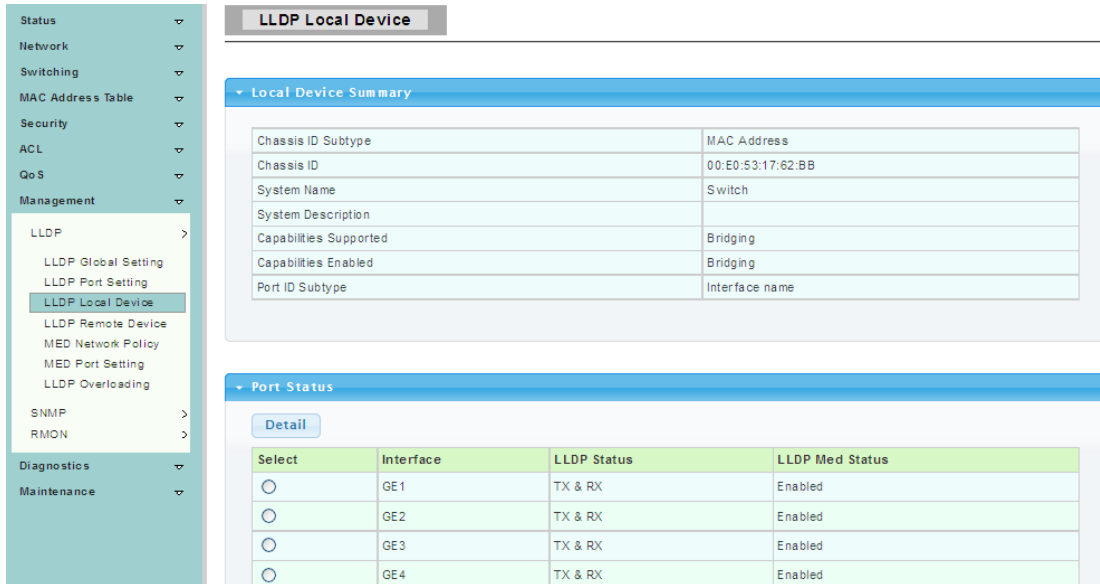 Status
Network
Switching
MAC Address Table
Security
ACL
QoS
Management
LLDP
LLDP Global Setting
LLDP Port Setting
LLDP Local Device
LLDP Remote Device
MED Network Policy
MED Port Setting
LLDP Overloading
SNMP
RMON
Diagnostics
Maintenance
LLDP Local Device
Local Device Summary
Chassis ID Subtype MAC Address
Chassis ID 00:E0:53:17:62:BB
System Name Switch
System Description
Capabilities Supported Bridging
Capabilities Enabled Bridging
Port ID Subtype Interface name
Port Status
Detail
Select Interface LLDP Status LLDP Med Status
GE1 TX & RX Enabled
GE2 TX & RX Enabled
GE3 TX & RX Enabled
GE4 TX & RX Enabled